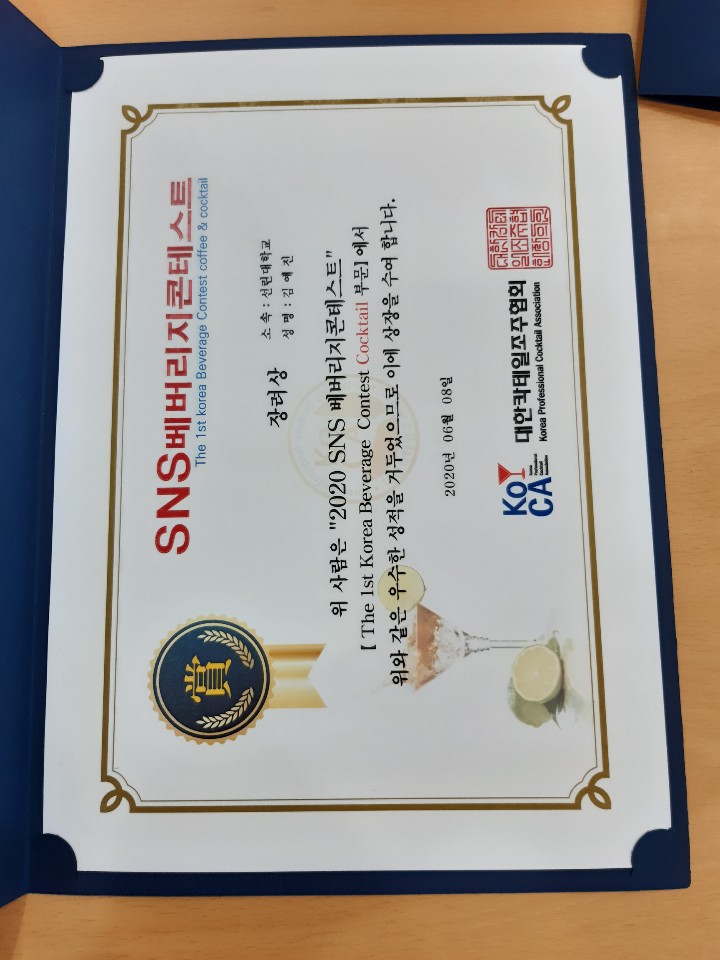 SNS베버리지콘테스트
The 1st korea Beverage Contest coffee & cocktail
賞
장려상
소속 : 선린대학교
성명 : 김예진
위 사람은 "2020 SNS 베버리지콘테스트"
【 The 1st Korea Beverage Contest Cocktail 부문】에서
위와 같은 우수한 성적을 거두었으므로 이에 상장을 수여 합니다.
2020년 06월 08일
KoCA
대한칵테일조주협회
Korea Professional Cocktail Association